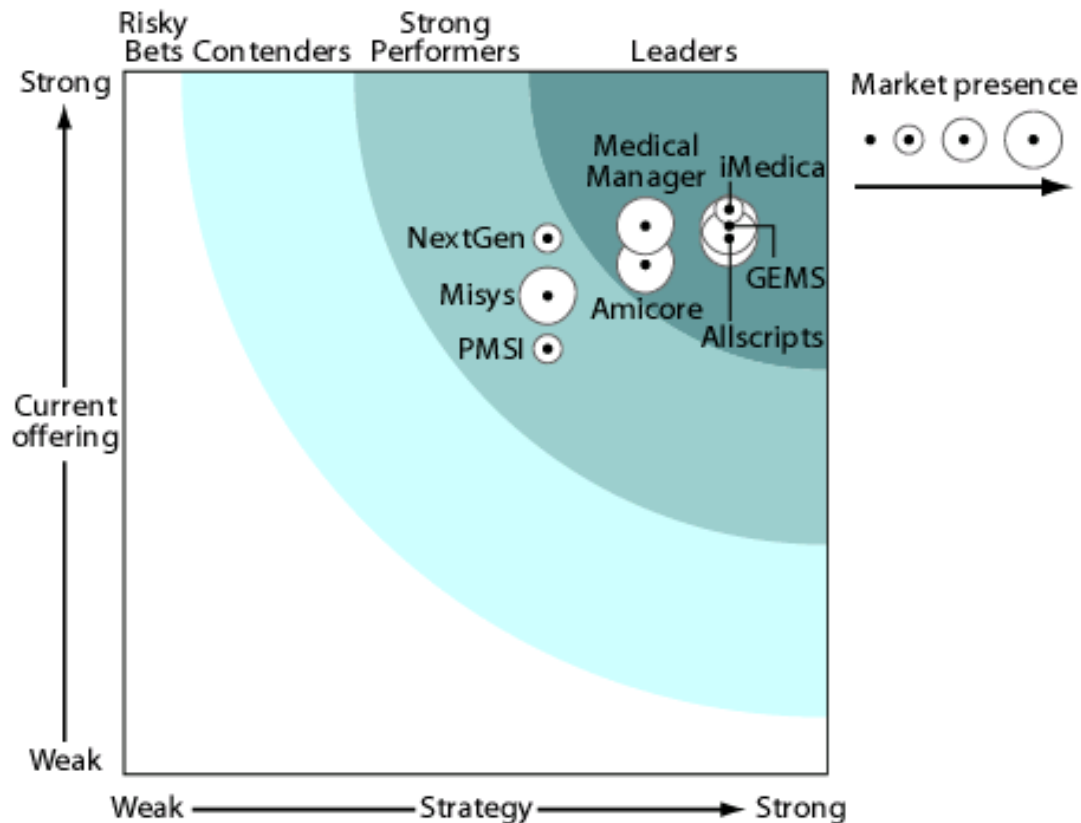 Risky
Bets
Contenders
Strong
Performers
Leaders
Strong
Market presence
Medical
Manager
iMedica
NextGen
GEMS
Misys
Amicore
Allscripts
PMSI
Current
offering
Weak
Weak
Strategy
Strong